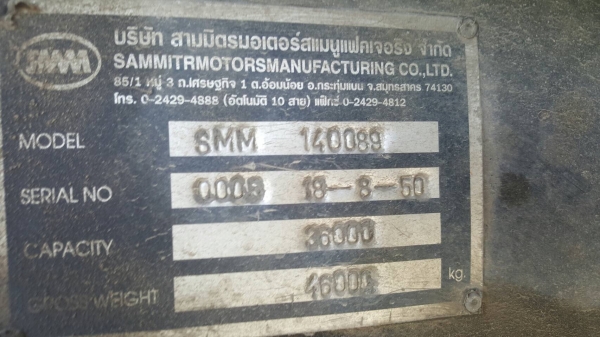 SMM
บริษัท สามมิตรมอเตอร์สแมนูแฟคเจอริง จำกัด
SAMMITRMOTORSMANUFACTURING CO.,LTD.
85/1 หมู่ 3 ถ.เศรษฐกิจ 1 ต.อ้อมน้อย อ.กระทุ่มแบน จ.สมุทรสาคร 74130
โทร. 0-2429-4888 (อัตโนมัติ 10 สาย) แฟ็กซ์ 0-2429-4812
MODEL SMM 140089
SERIAL NO 0009 18-8-50
CAPACITY 36000
GROSS WEIGHT 46000 kg.